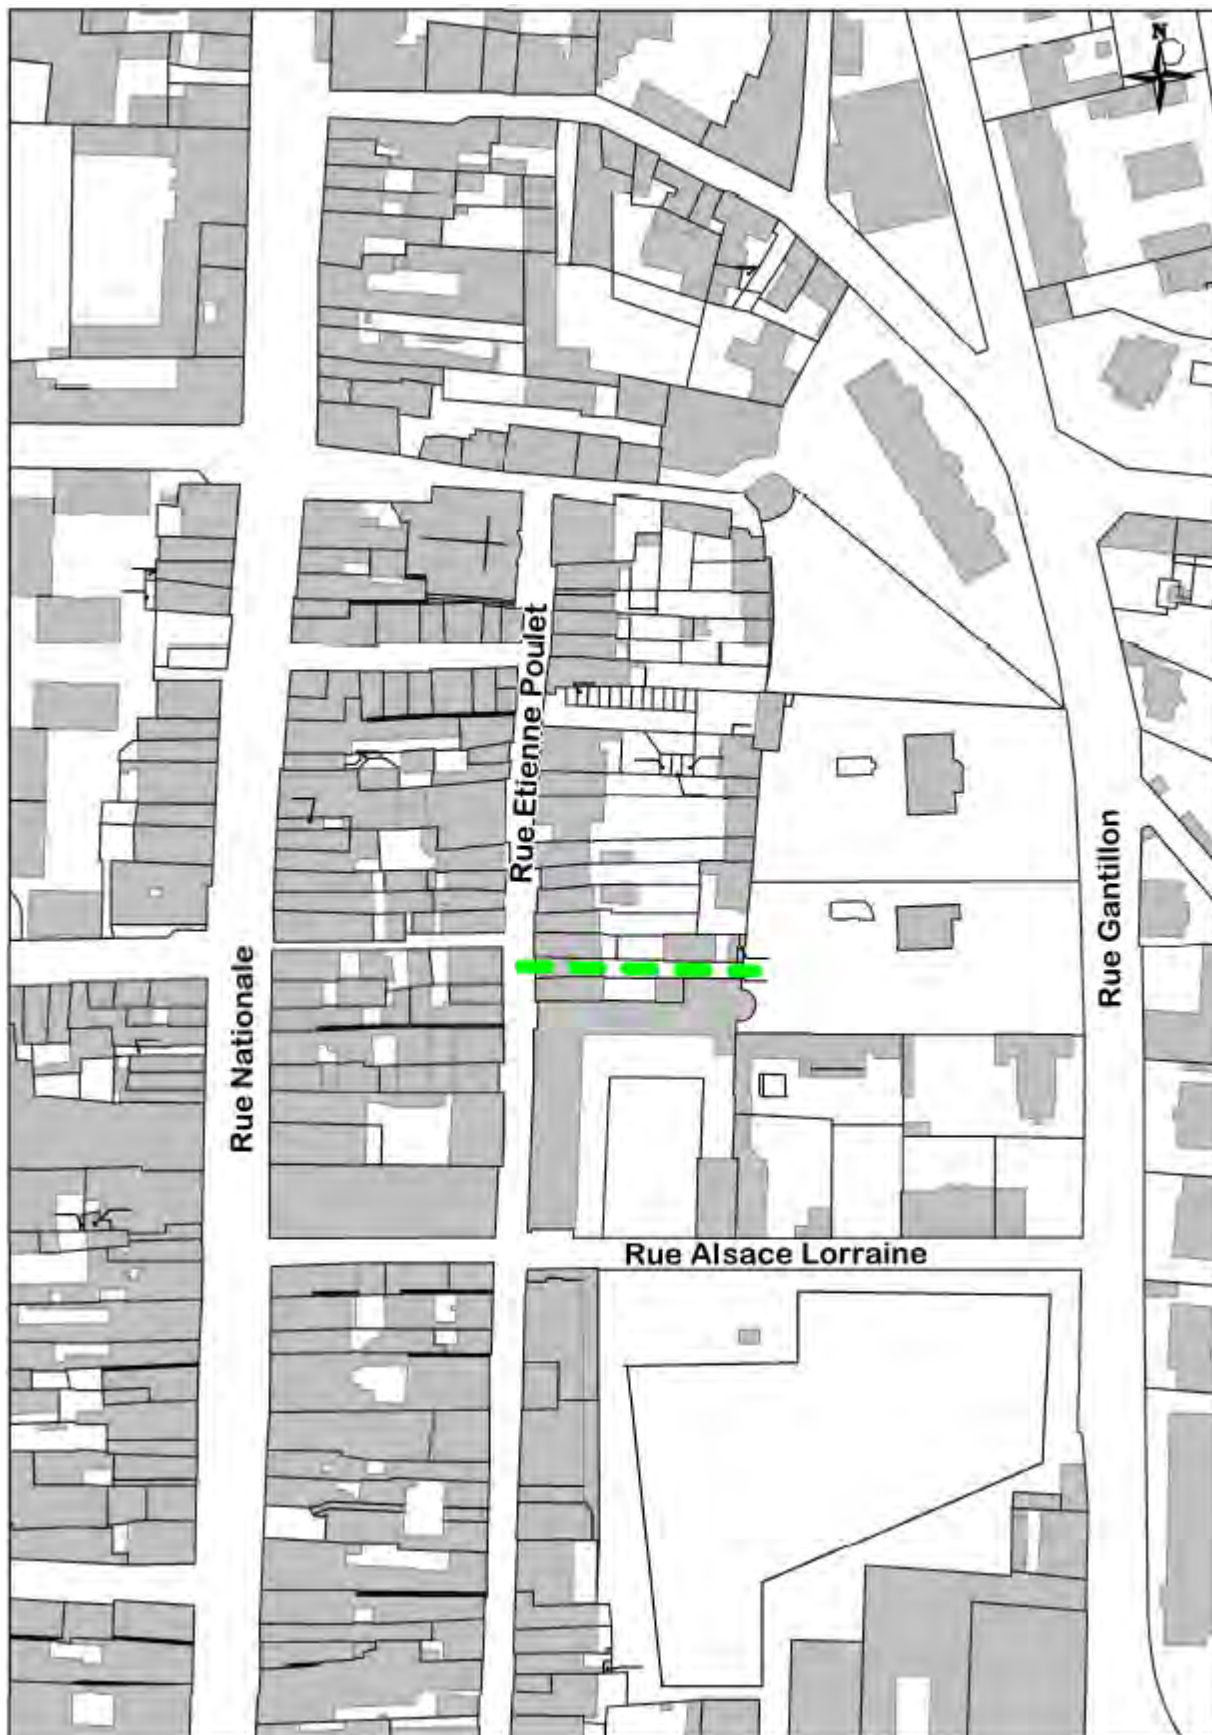 N
Rue Etienne Poulet
Rue Gantillon
Rue Nationale
Rue Alsace Lorraine